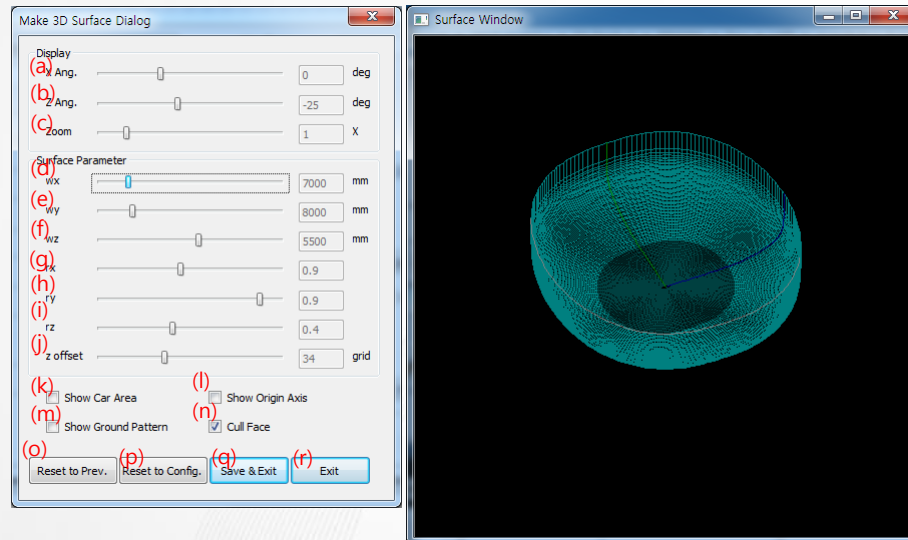 Make 3D Surface Dialog
Display
(a) X Ang. 0 deg
(b) Z Ang. -25 deg
(c) Zoom 1 X
Surface Parameter
(d) wx 7000 mm
(e) wy 8000 mm
(f) wz 5500 mm
(g) rx 0.9
(h) ry 0.9
(i) rz 0.4
(j) z offset 34 grid
(k) Show Car Area (l) Show Origin Axis
(m) Show Ground Pattern (n) Cull Face
(o) Reset to Prev. (p) Reset to Config. (q) Save & Exit (r) Exit
Surface Window